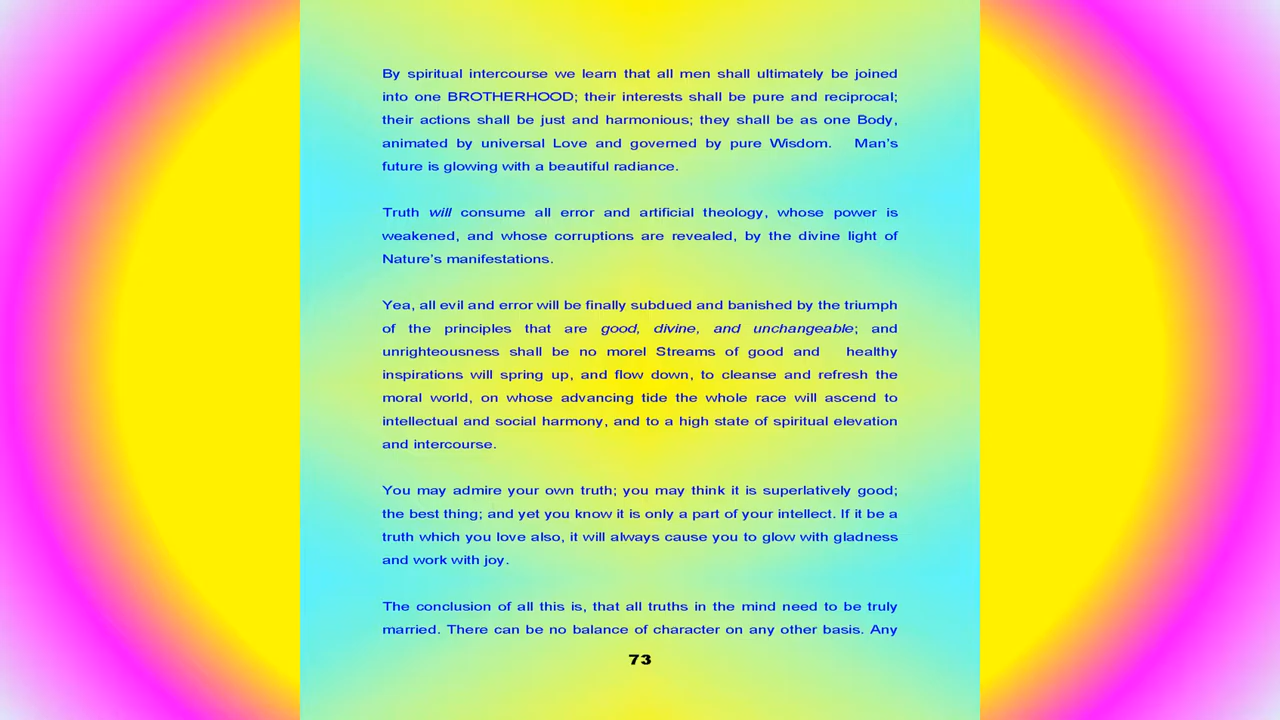 By spiritual intercourse we learn that all men shall ultimately be joined
into one BROTHERHOOD; their interests shall be pure and reciprocal;
their actions shall be just and harmonious; they shall be as one Body,
animated by universal Love and governed by pure Wisdom. Man's
future is glowing with a beautiful radiance.
Truth will consume all error and artificial theology, whose power is
weakened, and whose corruptions are revealed, by the divine light of
Nature's manifestations.
Yea, all evil and error will be finally subdued and banished by the triumph
of the principles that are good, divine, and unchangeable; and
unrighteousness shall be no morel Streams of good and healthy
inspirations will spring up, and flow down, to cleanse and refresh the
moral world, on whose advancing tide the whole race will ascend to
intellectual and social harmony, and to a high state of spiritual elevation
and intercourse.
You may admire your own truth; you may think it is superlatively good;
the best thing; and yet you know it is only a part of your intellect. If it be a
truth which you love also, it will always cause you to glow with gladness
and work with joy.
The conclusion of all this is, that all truths in the mind need to be truly
married. There can be no balance of character on any other basis. Any
73